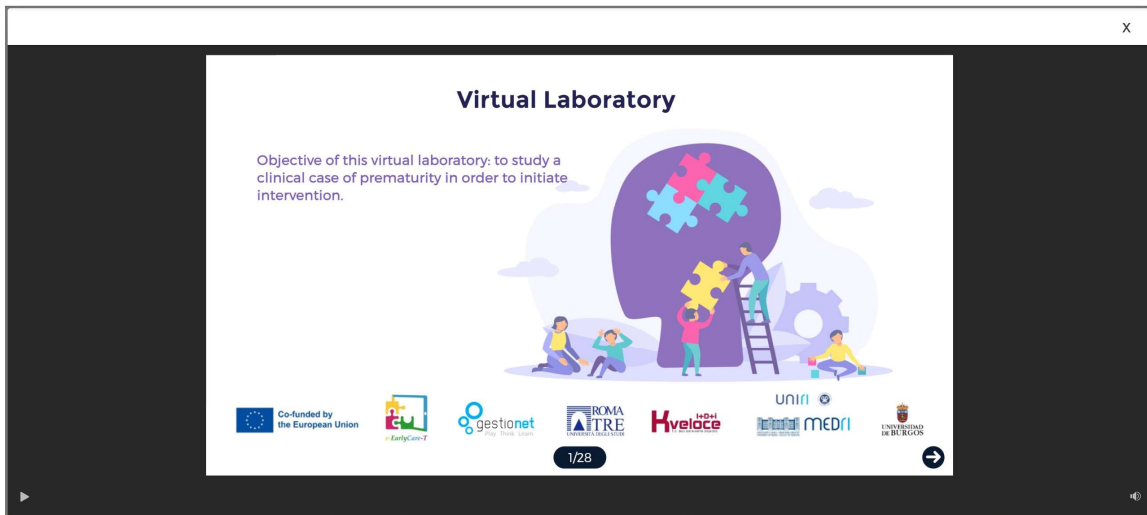 X
Virtual Laboratory
Objective of this virtual laboratory: to study a
clinical case of prematurity in order to initiate
intervention.
Co-funded by
the European Union
e-EarlyCare-T
gestionet
Play Think Learn
ROMA
TRE
UNIVERSITÀ DEGLI STUDI
I+D+i
Kveloce
UNIRI
MEDRI
UNIVERSIDAD
DE BURGOS
1/28